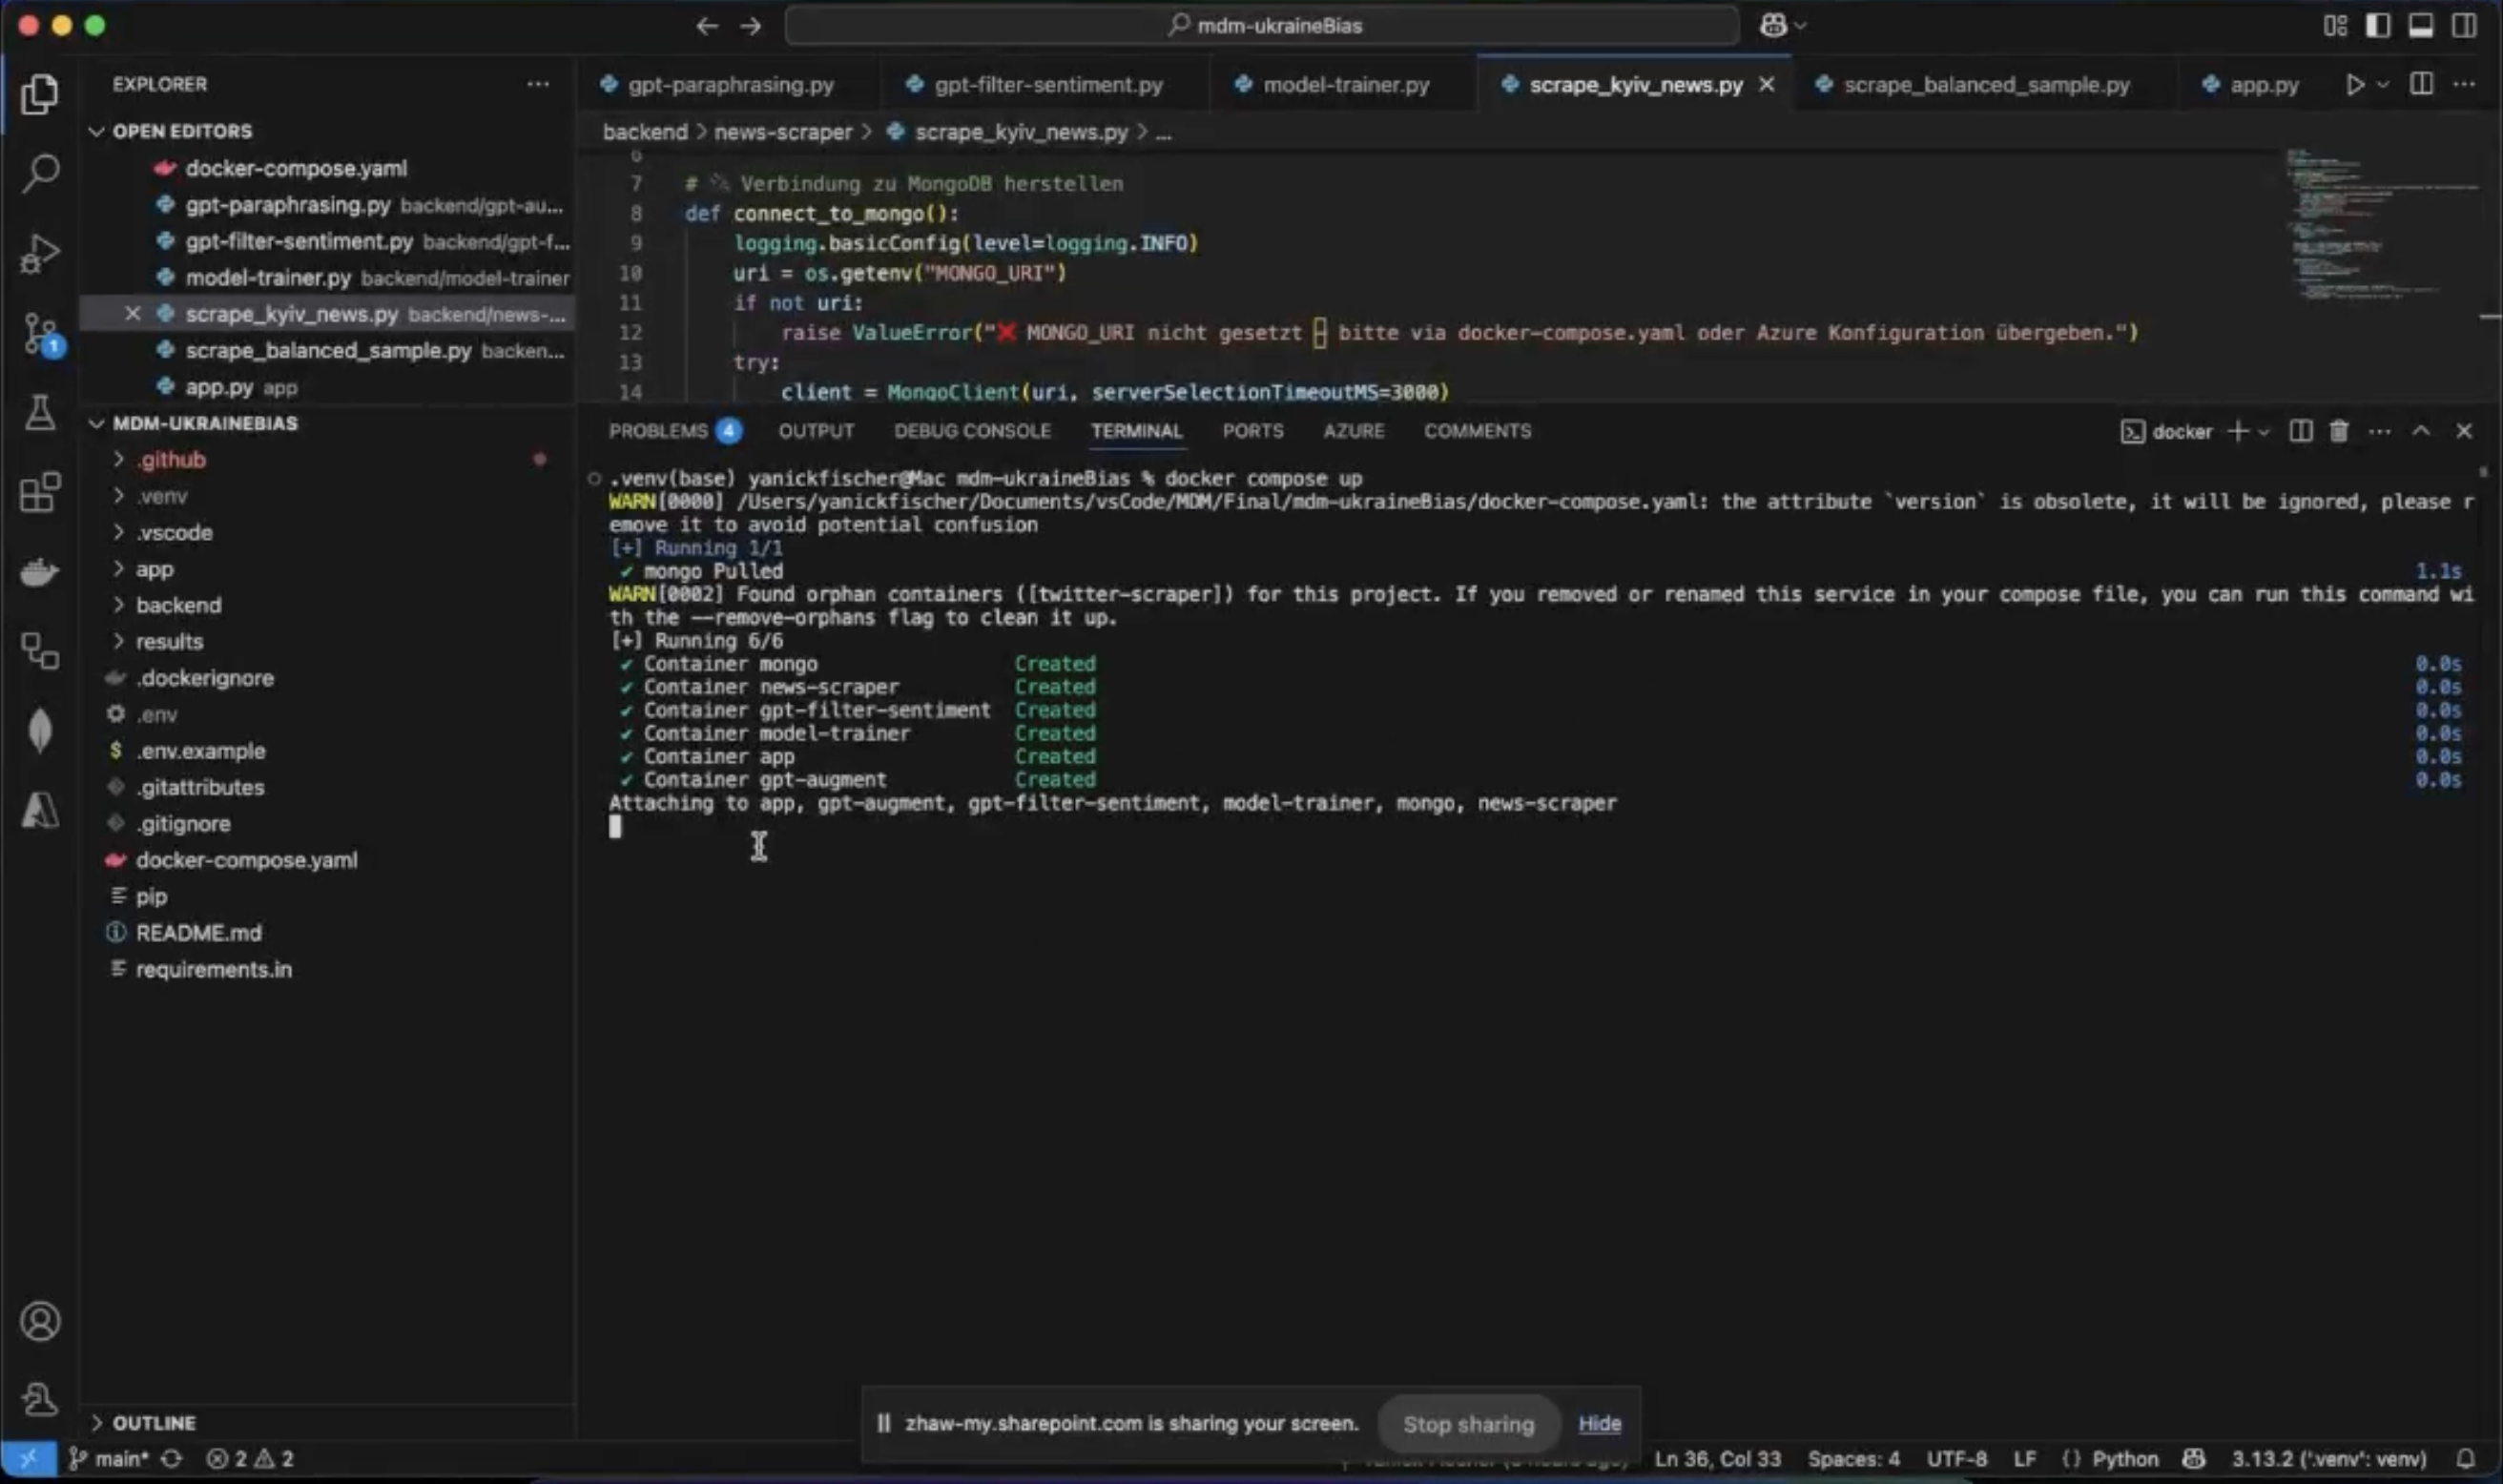 mdm-ukraineBias
EXPLORER
OPEN EDITORS
docker-compose.yaml
gpt-paraphrasing.py backend/gpt-au...
gpt-filter-sentiment.py backend/gpt-f...
model-trainer.py backend/model-trainer
scrape_kyiv_news.py backend/news-...
scrape_balanced_sample.py backen...
app.py app
MDM-UKRAINEBIAS
.github
.venv
.vscode
app
backend
results
.dockerignore
.env
$ .env.example
.gitattributes
.gitignore
docker-compose.yaml
pip
README.md
requirements.in
OUTLINE
1
gpt-paraphrasing.py gpt-filter-sentiment.py model-trainer.py scrape_kyiv_news.py scrape_balanced_sample.py app.py
backend > news-scraper > scrape_kyiv_news.py > ...
6
7 # 🔌 Verbindung zu MongoDB herstellen
8 def connect_to_mongo():
9 logging.basicConfig(level=logging.INFO)
10 uri = os.getenv("MONGO_URI")
11 if not uri:
12 raise ValueError("❌ MONGO_URI nicht gesetzt – bitte via docker-compose.yaml oder Azure Konfiguration übergeben.")
13 try:
14 client = MongoClient(uri, serverSelectionTimeoutMS=3000)
PROBLEMS 4 OUTPUT DEBUG CONSOLE TERMINAL PORTS AZURE COMMENTS docker
.venv(base) yanickfischer@Mac mdm-ukraineBias % docker compose up
WARN[0000] /Users/yanickfischer/Documents/vsCode/MDM/Final/mdm-ukraineBias/docker-compose.yaml: the attribute `version` is obsolete, it will be ignored, please r
emove it to avoid potential confusion
[+] Running 1/1
✔ mongo Pulled 1.1s
WARN[0002] Found orphan containers ([twitter-scraper]) for this project. If you removed or renamed this service in your compose file, you can run this command wi
th the --remove-orphans flag to clean it up.
[+] Running 6/6
✔ Container mongo Created 0.0s
✔ Container news-scraper Created 0.0s
✔ Container gpt-filter-sentiment Created 0.0s
✔ Container model-trainer Created 0.0s
✔ Container app Created 0.0s
✔ Container gpt-augment Created 0.0s
Attaching to app, gpt-augment, gpt-filter-sentiment, model-trainer, mongo, news-scraper
zhaw-my.sharepoint.com is sharing your screen. Stop sharing Hide
main* 2 2 Ln 36, Col 33 Spaces: 4 UTF-8 LF {} Python 3.13.2 ('.venv': venv)